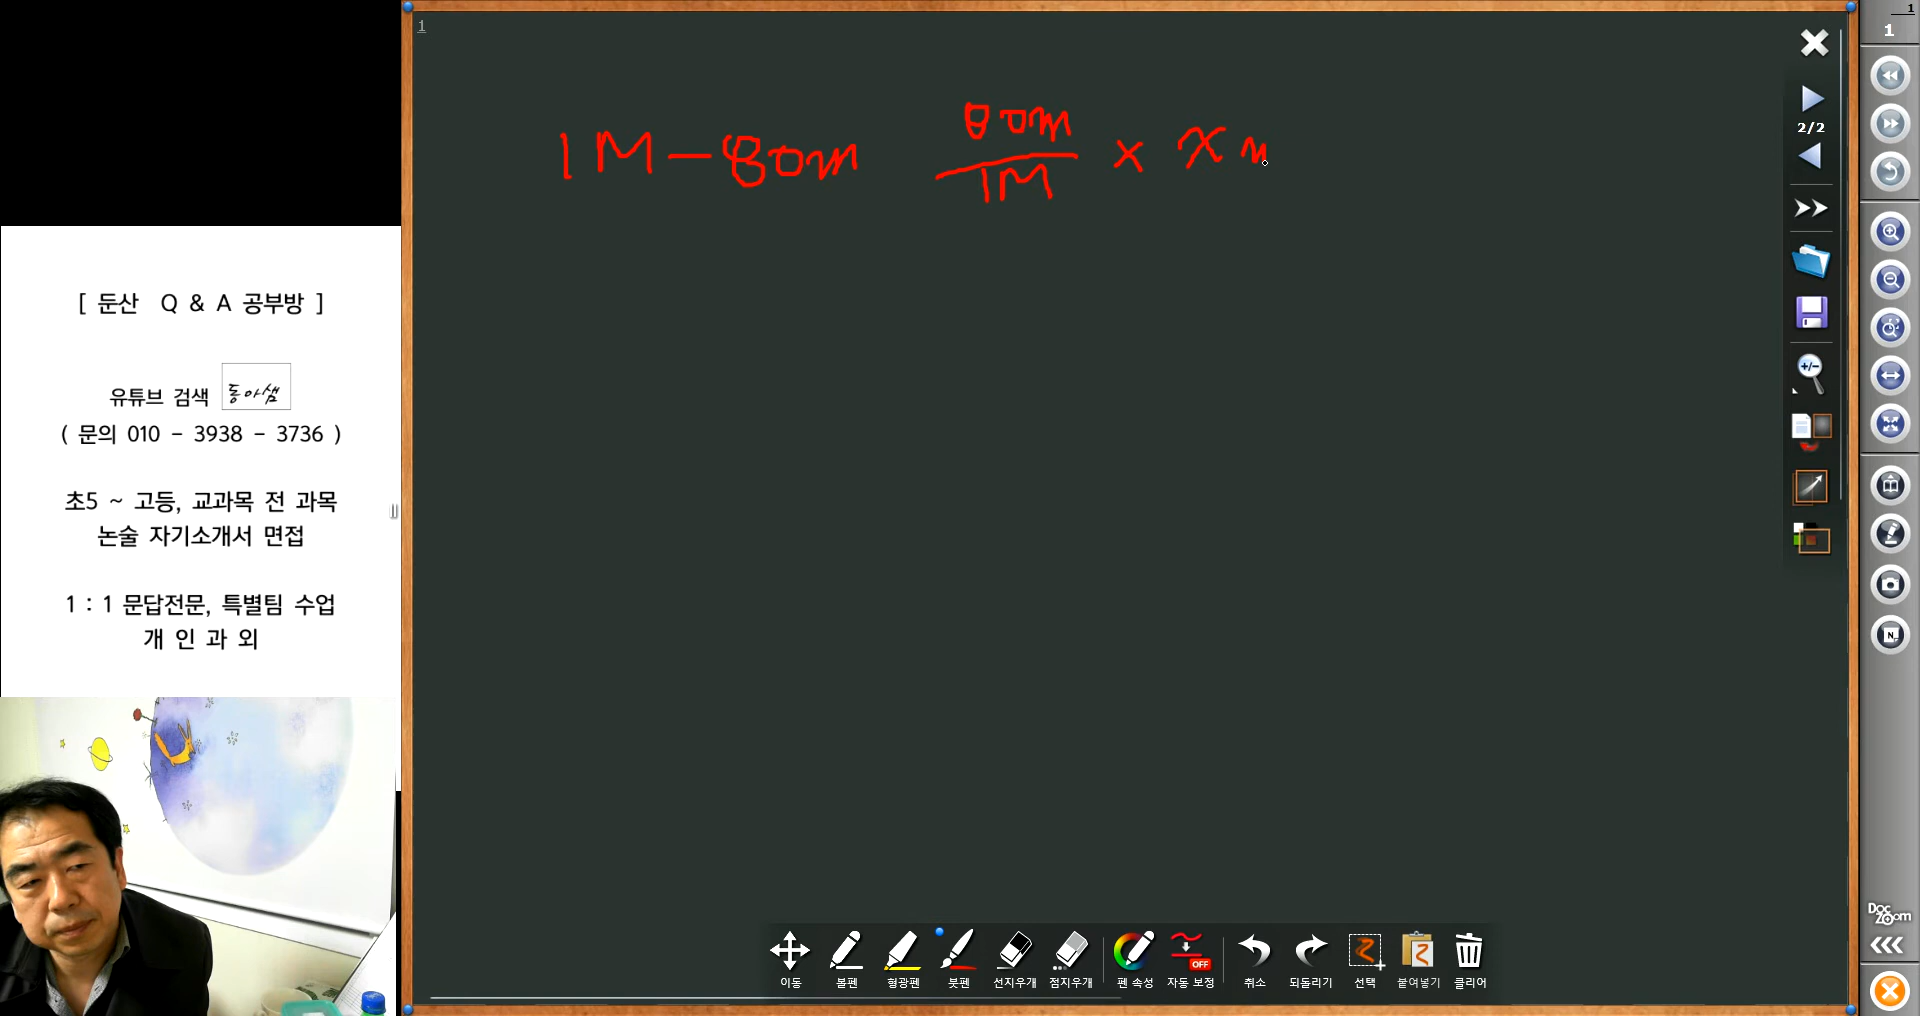 [ 둔산 Q & A 공부방 ]
유튜브 검색 동아샘
( 문의 010 - 3938 - 3736 )
초5 ~ 고등, 교과목 전 과목
논술 자기소개서 면접
1 : 1 문답전문, 특별팀 수업
개 인 과 외
1
1M-80m 80m/1M × x m
2/2
1
1
+/-
N
Doc Zoom
OFF
이동 볼펜 형광펜 붓펜 선지우개 점지우개 펜 속성 자동 보정 취소 되돌리기 선택 붙여넣기 클리어